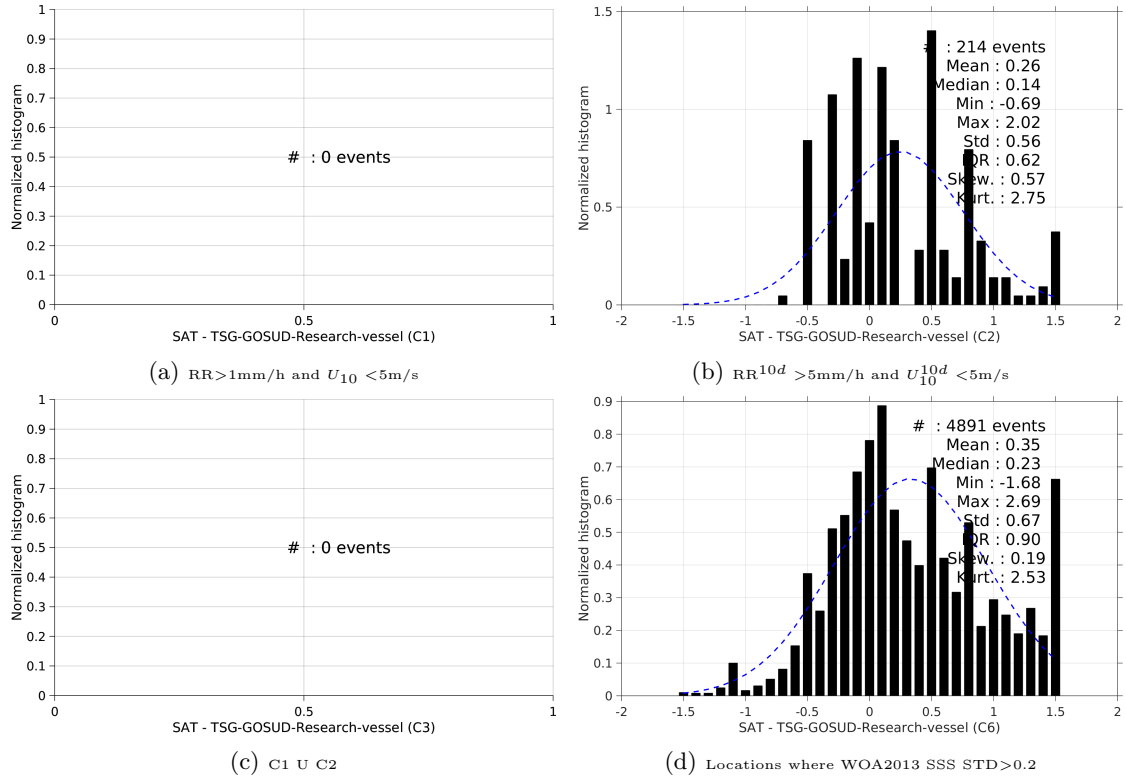 1
0.9
0.8
0.7
0.6
0.5
0.4
0.3
0.2
0.1
0
Normalized histogram
# : 0 events
0 0.5 1
SAT - TSG-GOSUD-Research-vessel (C1)
(a) RR>1mm/h and U10 <5m/s
1.5
1
0.5
0
Normalized histogram
# : 214 events
Mean : 0.26
Median : 0.14
Min : -0.69
Max : 2.02
Std : 0.56
IQR : 0.62
Skew. : 0.57
Kurt. : 2.75
-2 -1.5 -1 -0.5 0 0.5 1 1.5 2
SAT - TSG-GOSUD-Research-vessel (C2)
(b) RR10d >5mm/h and U10d10 <5m/s
1
0.9
0.8
0.7
0.6
0.5
0.4
0.3
0.2
0.1
0
Normalized histogram
# : 0 events
0 0.5 1
SAT - TSG-GOSUD-Research-vessel (C3)
(c) C1 U C2
0.9
0.8
0.7
0.6
0.5
0.4
0.3
0.2
0.1
0
Normalized histogram
# : 4891 events
Mean : 0.35
Median : 0.23
Min : -1.68
Max : 2.69
Std : 0.67
IQR : 0.90
Skew. : 0.19
Kurt. : 2.53
-2 -1.5 -1 -0.5 0 0.5 1 1.5 2
SAT - TSG-GOSUD-Research-vessel (C6)
(d) Locations where WOA2013 SSS STD>0.2